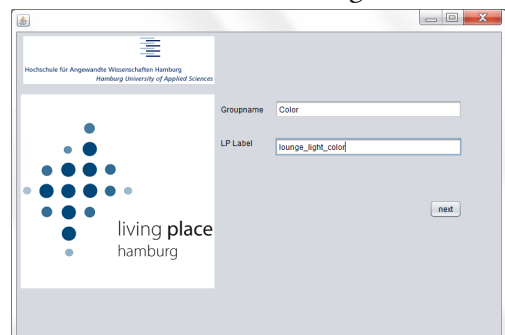 Hochschule für Angewandte Wissenschaften Hamburg
Hamburg University of Applied Sciences
Groupname Color
LP Label lounge_light_color
next
living place
hamburg